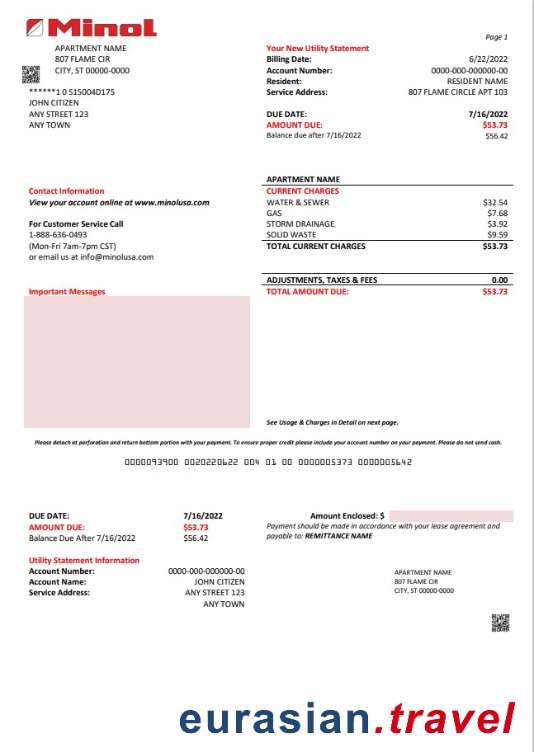 Minol
Page 1
APARTMENT NAME
807 FLAME CIR
CITY, ST 00000-0000
******1 0 S15004D175
JOHN CITIZEN
ANY STREET 123
ANY TOWN
Your New Utility Statement
Billing Date: 6/22/2022
Account Number: 0000-000-000000-00
Resident: RESIDENT NAME
Service Address: 807 FLAME CIRCLE APT 103
DUE DATE: 7/16/2022
AMOUNT DUE: $53.73
Balance due after 7/16/2022 $56.42
Contact Information
View your account online at www.minolusa.com
For Customer Service Call
1-888-636-0493
(Mon-Fri 7am-7pm CST)
or email us at info@minolusa.com
APARTMENT NAME
CURRENT CHARGES
WATER & SEWER $32.54
GAS $7.68
STORM DRAINAGE $3.92
SOLID WASTE $9.59
TOTAL CURRENT CHARGES $53.73
ADJUSTMENTS, TAXES & FEES 0.00
TOTAL AMOUNT DUE: $53.73
Important Messages
See Usage & Charges in Detail on next page.
Please detach at perforation and return bottom portion with your payment. To ensure proper credit please include your account number on your payment. Please do not send cash.
0000093900 0020220622 004 01 00 0000005373 0000005642
DUE DATE: 7/16/2022
AMOUNT DUE: $53.73
Balance Due After 7/16/2022 $56.42
Amount Enclosed: $
Payment should be made in accordance with your lease agreement and
payable to: REMITTANCE NAME
Utility Statement Information
Account Number: 0000-000-000000-00
Account Name: JOHN CITIZEN
Service Address: ANY STREET 123
ANY TOWN
APARTMENT NAME
807 FLAME CIR
CITY, ST 00000-0000
eurasian.travel